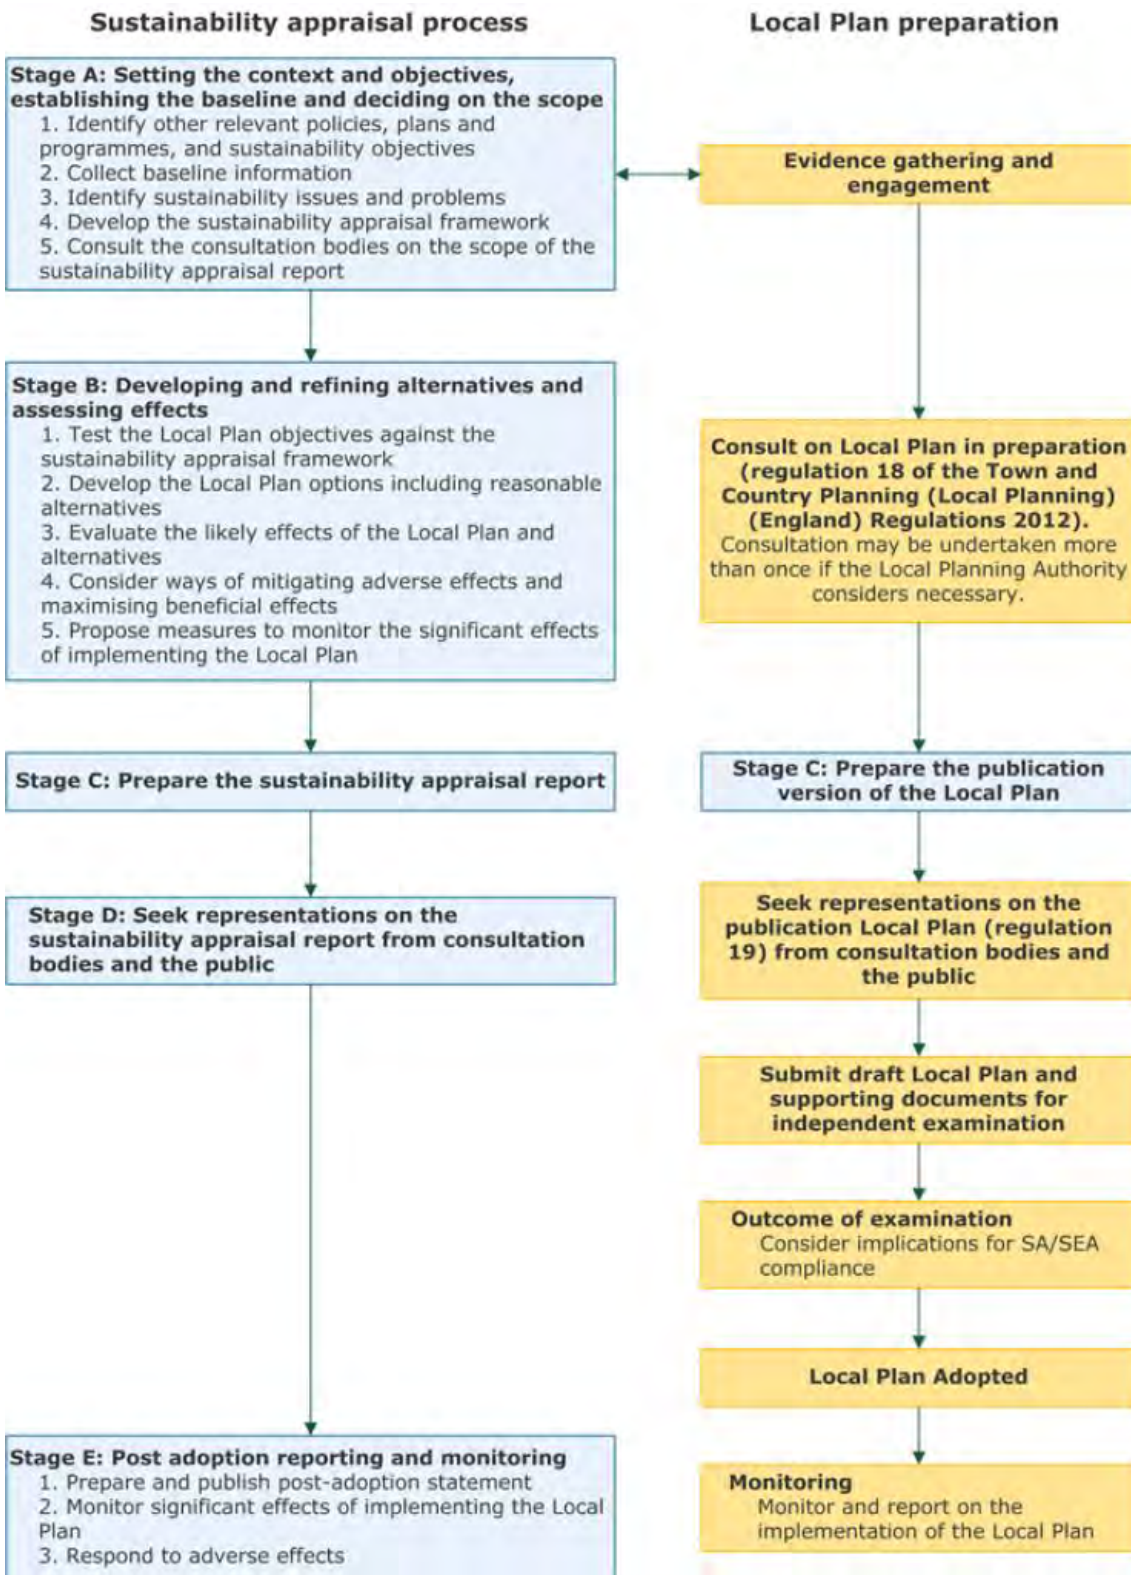 Sustainability appraisal process
Local Plan preparation
Stage A: Setting the context and objectives,
establishing the baseline and deciding on the scope
1. Identify other relevant policies, plans and
programmes, and sustainability objectives
2. Collect baseline information
3. Identify sustainability issues and problems
4. Develop the sustainability appraisal framework
5. Consult the consultation bodies on the scope of the
sustainability appraisal report
Evidence gathering and
engagement
Stage B: Developing and refining alternatives and
assessing effects
1. Test the Local Plan objectives against the
sustainability appraisal framework
2. Develop the Local Plan options including reasonable
alternatives
3. Evaluate the likely effects of the Local Plan and
alternatives
4. Consider ways of mitigating adverse effects and
maximising beneficial effects
5. Propose measures to monitor the significant effects
of implementing the Local Plan
Consult on Local Plan in preparation
(regulation 18 of the Town and
Country Planning (Local Planning)
(England) Regulations 2012).
Consultation may be undertaken more
than once if the Local Planning Authority
considers necessary.
Stage C: Prepare the sustainability appraisal report
Stage C: Prepare the publication
version of the Local Plan
Stage D: Seek representations on the
sustainability appraisal report from consultation
bodies and the public
Seek representations on the
publication Local Plan (regulation
19) from consultation bodies and
the public
Submit draft Local Plan and
supporting documents for
independent examination
Outcome of examination
Consider implications for SA/SEA
compliance
Local Plan Adopted
Stage E: Post adoption reporting and monitoring
1. Prepare and publish post-adoption statement
2. Monitor significant effects of implementing the Local
Plan
3. Respond to adverse effects
Monitoring
Monitor and report on the
implementation of the Local Plan